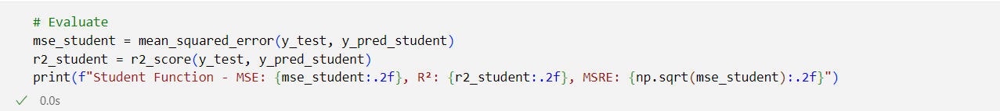 # Evaluate
mse_student = mean_squared_error(y_test, y_pred_student)
r2_student = r2_score(y_test, y_pred_student)
print(f"Student Function - MSE: {mse_student:.2f}, R²: {r2_student:.2f}, MSRE: {np.sqrt(mse_student):.2f}")
✓ 0.0s